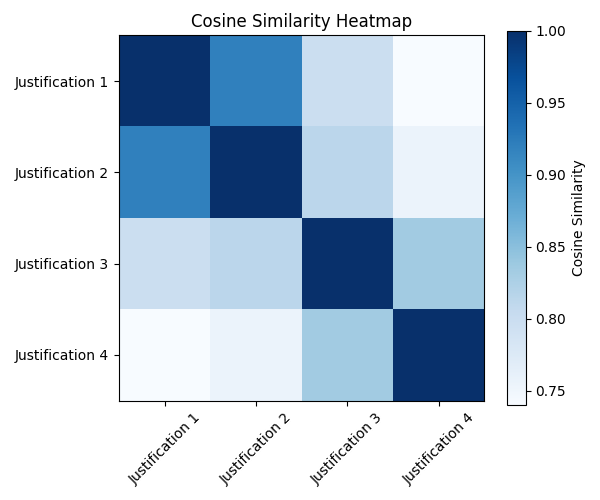 Cosine Similarity Heatmap
Justification 1
Justification 2
Justification 3
Justification 4
Justification 1
Justification 2
Justification 3
Justification 4
1.00
0.95
0.90
0.85
0.80
0.75
Cosine Similarity